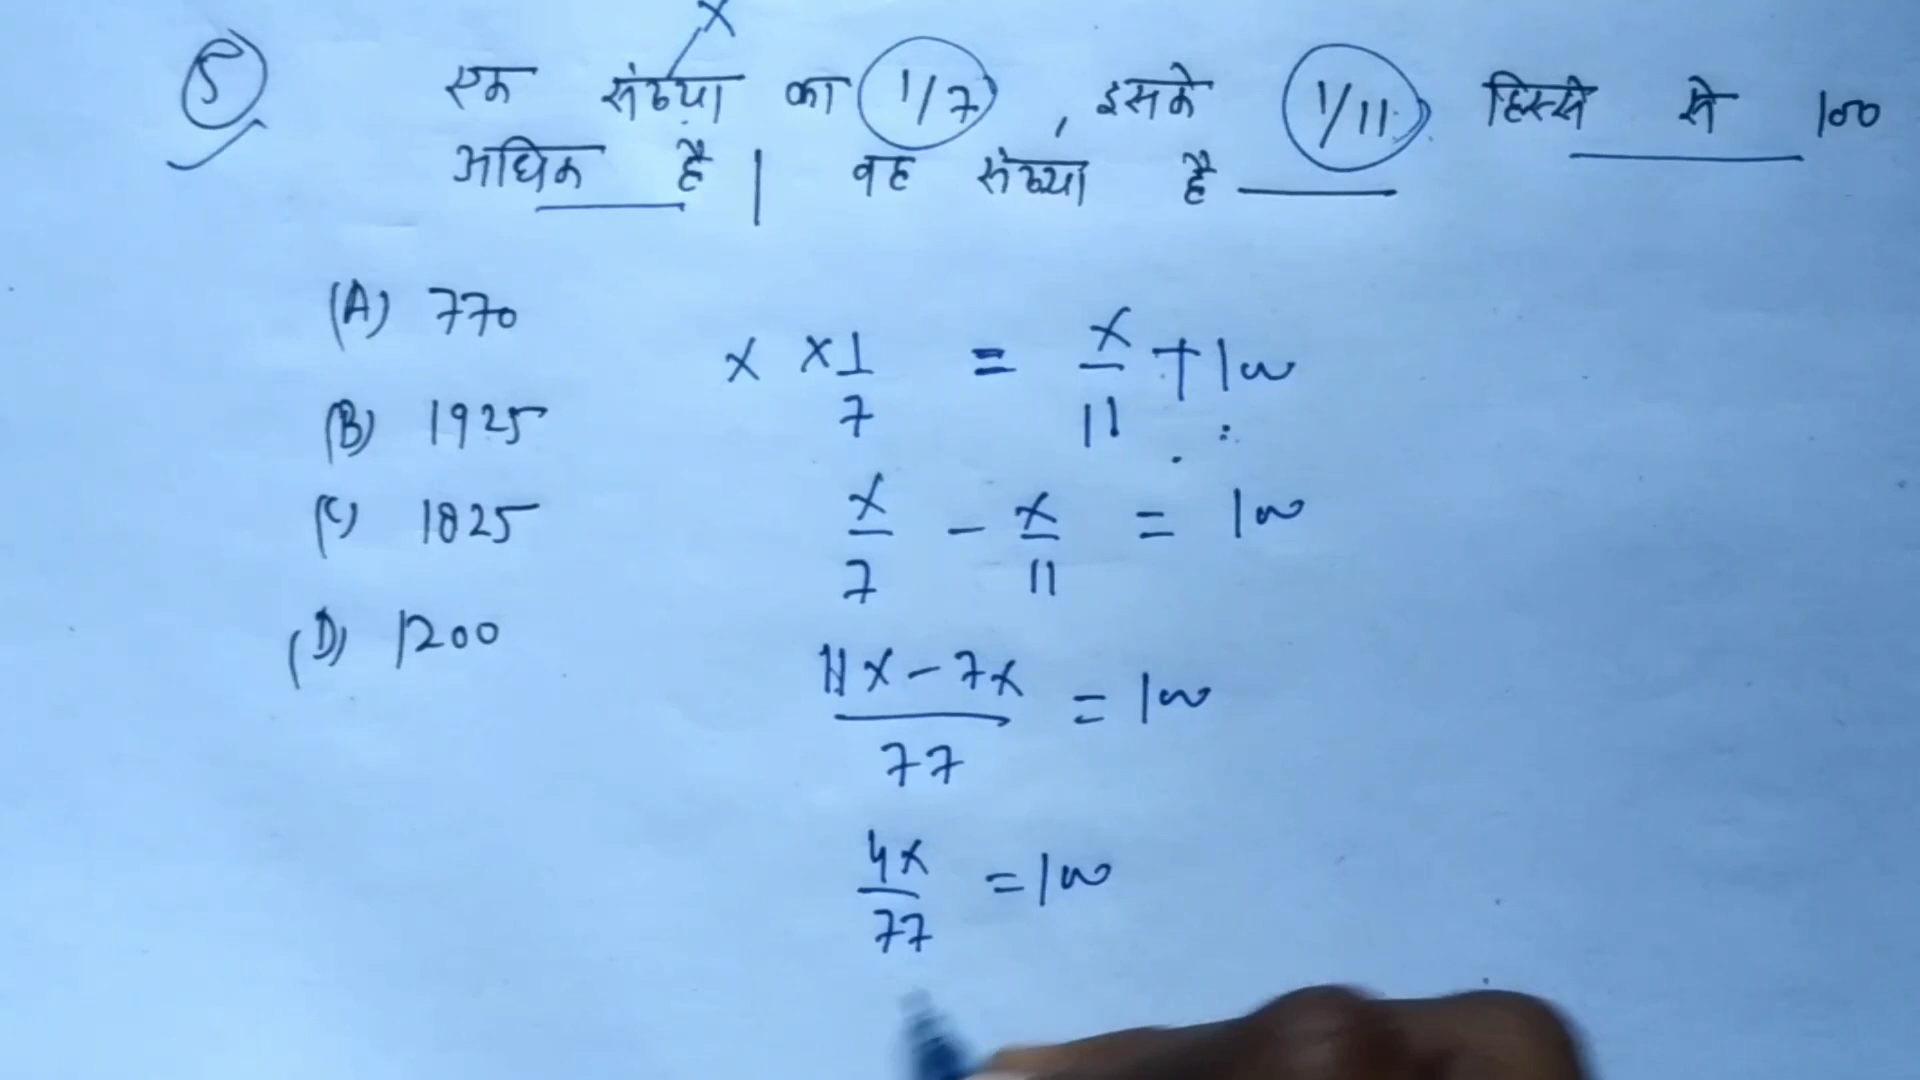 x
5 एक संख्या का 1/7, इसके 1/11 हिस्से से 100
अधिक है | वह संख्या है ______
(A) 770
(B) 1925
(C) 1825
(D) 1200
x × 1/7 = x/11 + 100
x/7 - x/11 = 100
11x - 7x/77 = 100
4x/77 = 100